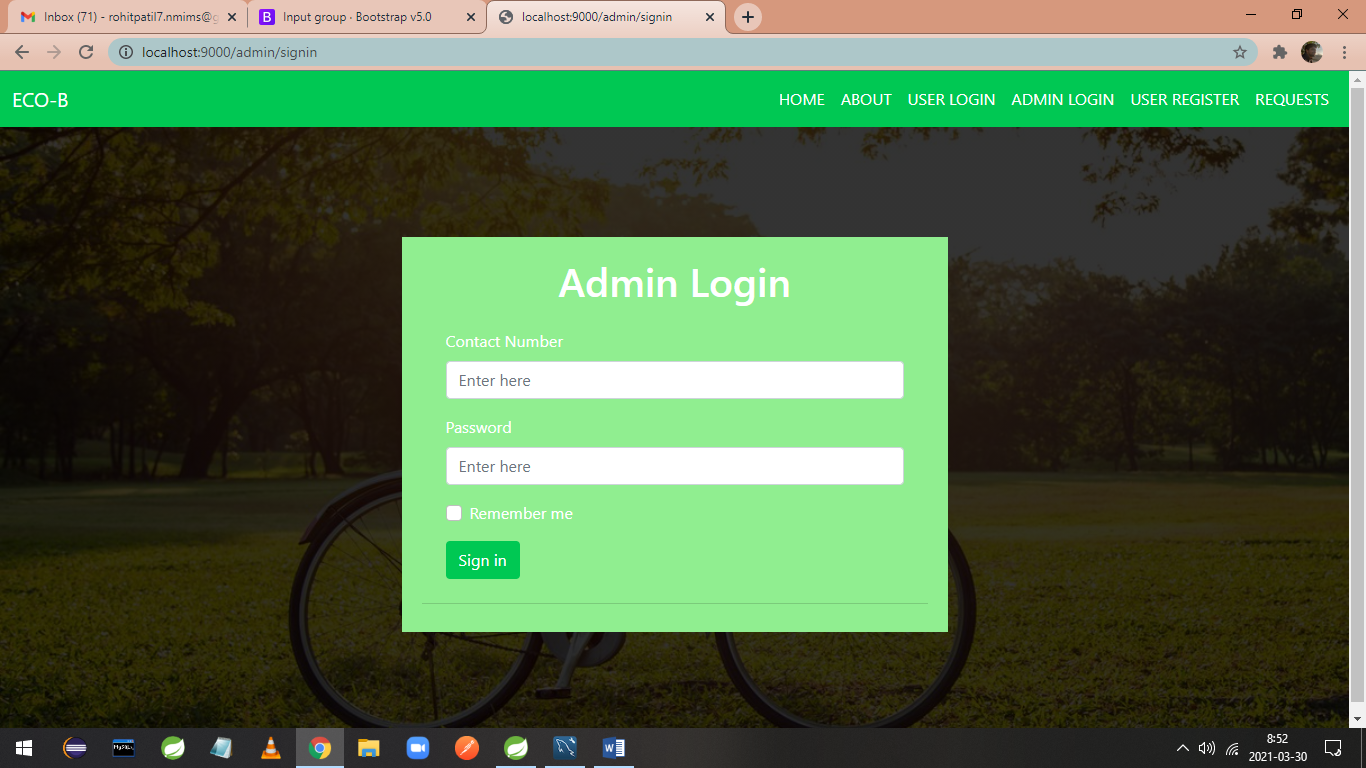 Inbox (71) - rohitpatil7.nmims@g
Input group · Bootstrap v5.0
localhost:9000/admin/signin
localhost:9000/admin/signin
ECO-B
HOME ABOUT USER LOGIN ADMIN LOGIN USER REGISTER REQUESTS
Admin Login
Contact Number
Enter here
Password
Enter here
Remember me
Sign in
MySQL
W
8:52
2021-03-30